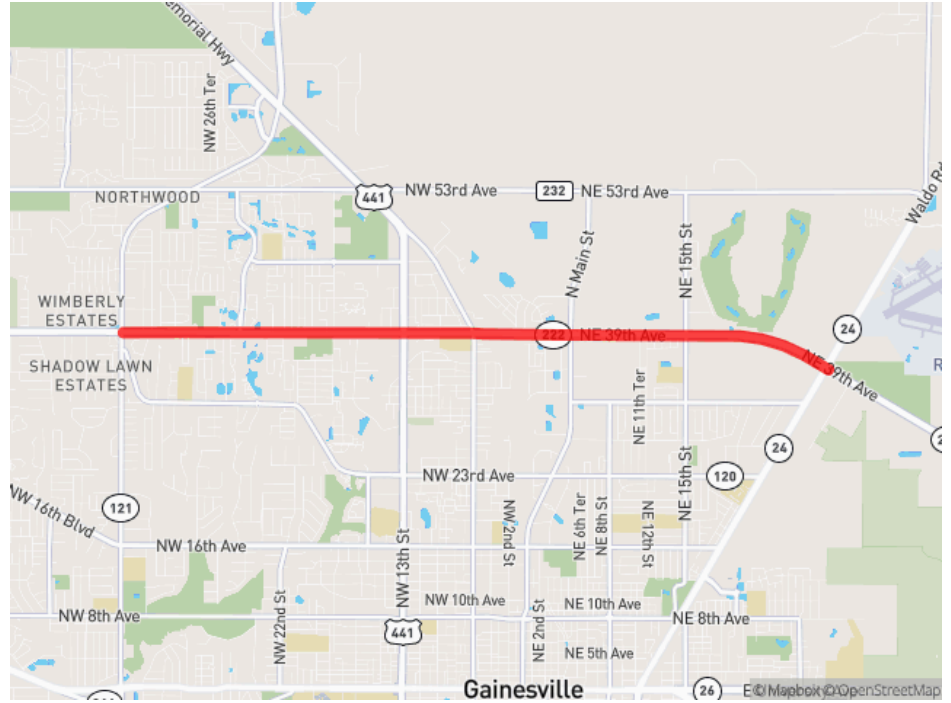 emorial Hwy
NW 26th Ter
NORTHWOOD
441
NW 53rd Ave
232
NE 53rd Ave
Waldo Rd
N Main St
NE 15th St
WIMBERLY
ESTATES
222
NE 39th Ave
24
SHADOW LAWN
ESTATES
NE 39th Ave
R
2
NE 11th Ter
24
NW 23rd Ave
120
121
NW 16th Blvd
NW 16th Ave
NW 13th St
NW 2nd St
NE 6th Ter
NE 8th St
NE 12th St
NE 15th St
NW 8th Ave
NW 22nd St
NW 10th Ave
NE 10th Ave
NE 8th Ave
441
NE 2nd St
NE 5th Ave
Gainesville
26
© Mapbox © OpenStreetMap